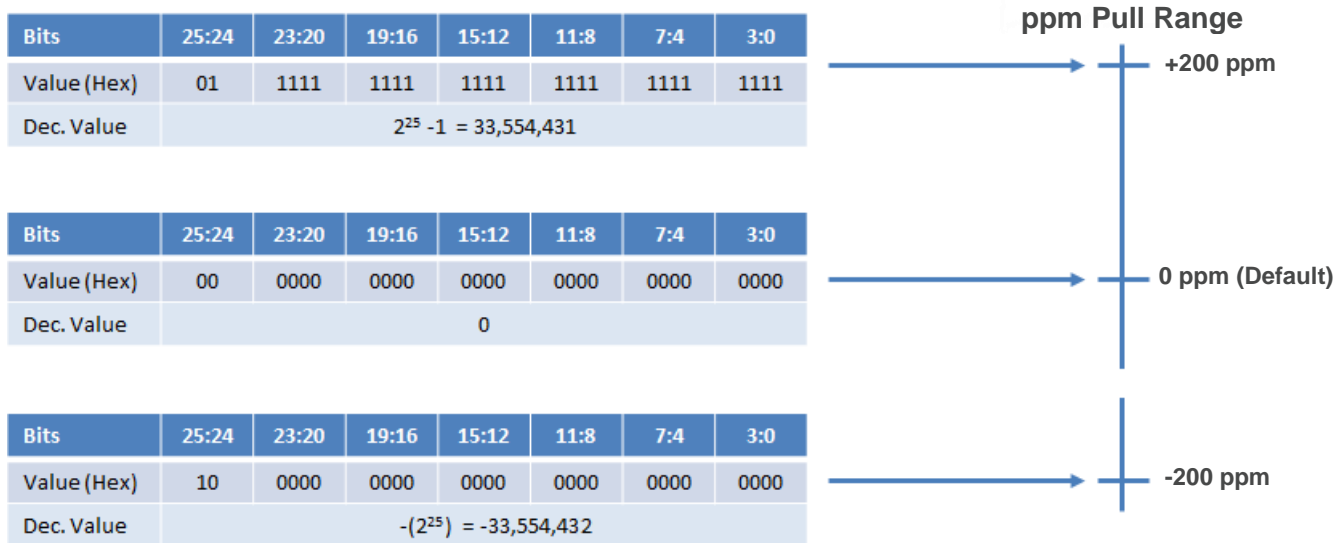 ppm Pull Range
Bits 25:24 23:20 19:16 15:12 11:8 7:4 3:0
Value (Hex) 01 1111 1111 1111 1111 1111 1111
Dec. Value 2²⁵ -1 = 33,554,431
+200 ppm
Bits 25:24 23:20 19:16 15:12 11:8 7:4 3:0
Value (Hex) 00 0000 0000 0000 0000 0000 0000
Dec. Value 0
0 ppm (Default)
Bits 25:24 23:20 19:16 15:12 11:8 7:4 3:0
Value (Hex) 10 0000 0000 0000 0000 0000 0000
Dec. Value -(2²⁵) = -33,554,432
-200 ppm